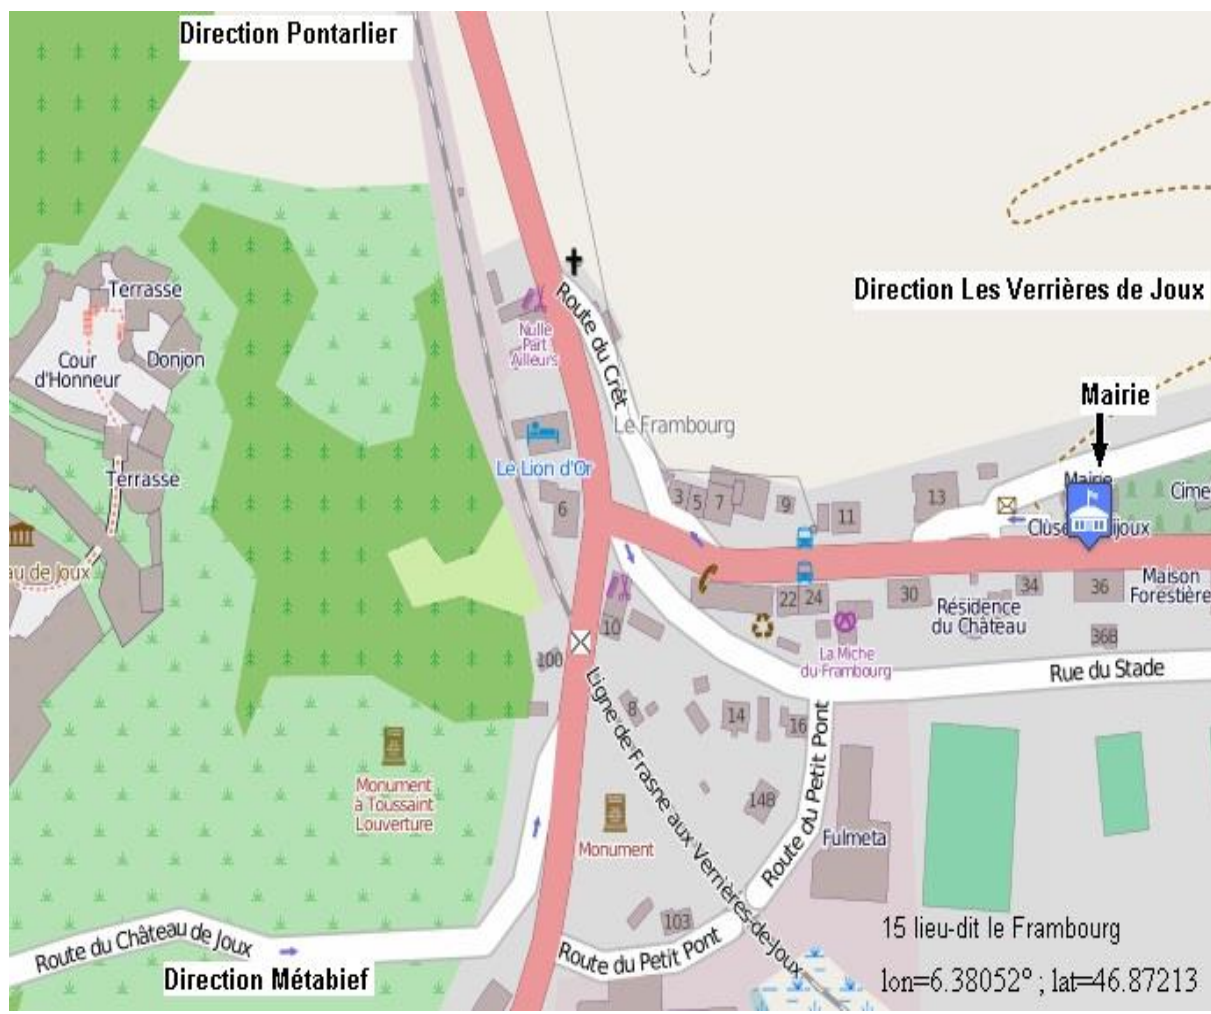 Direction Pontarlier
Direction Les Verrières de Joux
Terrasse
Cour
d'Honneur
Donjon
Nulle
Part
Ailleurs
Route du Crêt
Le Frambourg
Mairie
Mairie
Le Lion d'Or
Terrasse
6
3
5
7
9
11
13
Cime
au de Joux
22
24
30
34
36
Maison
Forestière
Résidence
du Château
36B
10
100
La Miche
du Frambourg
Rue du Stade
8
14
16
14B
Ligne de Frasne aux Verrières-de-Joux
Route du Petit Pont
Monument
à Toussaint
Louverture
Monument
Fulmeta
103
Route du Petit Pont
Route du Château de Joux
Direction Métabief
15 lieu-dit le Frambourg
lon=6.38052° ; lat=46.87213